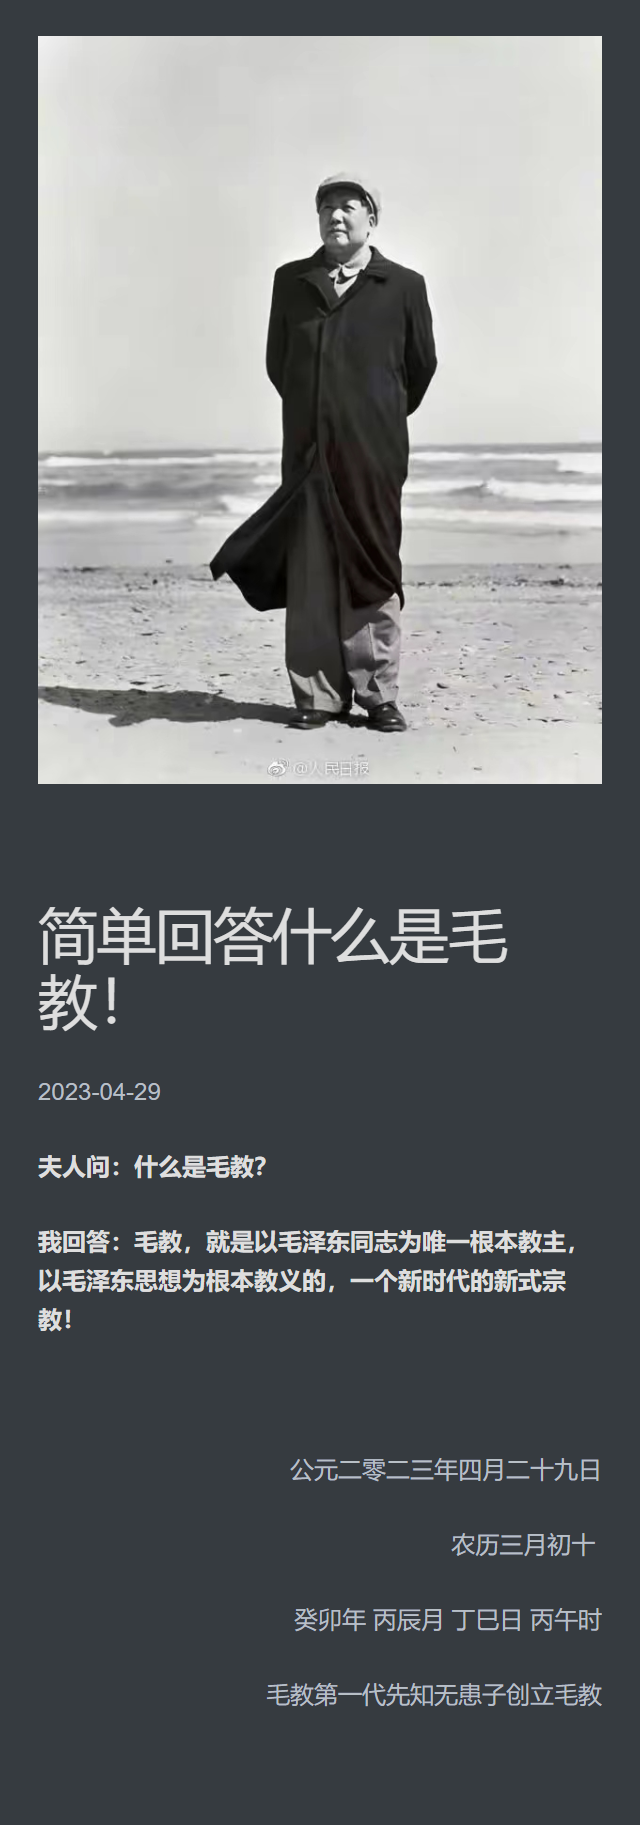 @人民日报
简单回答什么是毛
教！
2023-04-29
夫人问：什么是毛教？
我回答：毛教，就是以毛泽东同志为唯一根本教主，
以毛泽东思想为根本教义的，一个新时代的新式宗
教！
公元二零二三年四月二十九日
农历三月初十
癸卯年 丙辰月 丁巳日 丙午时
毛教第一代先知无患子创立毛教